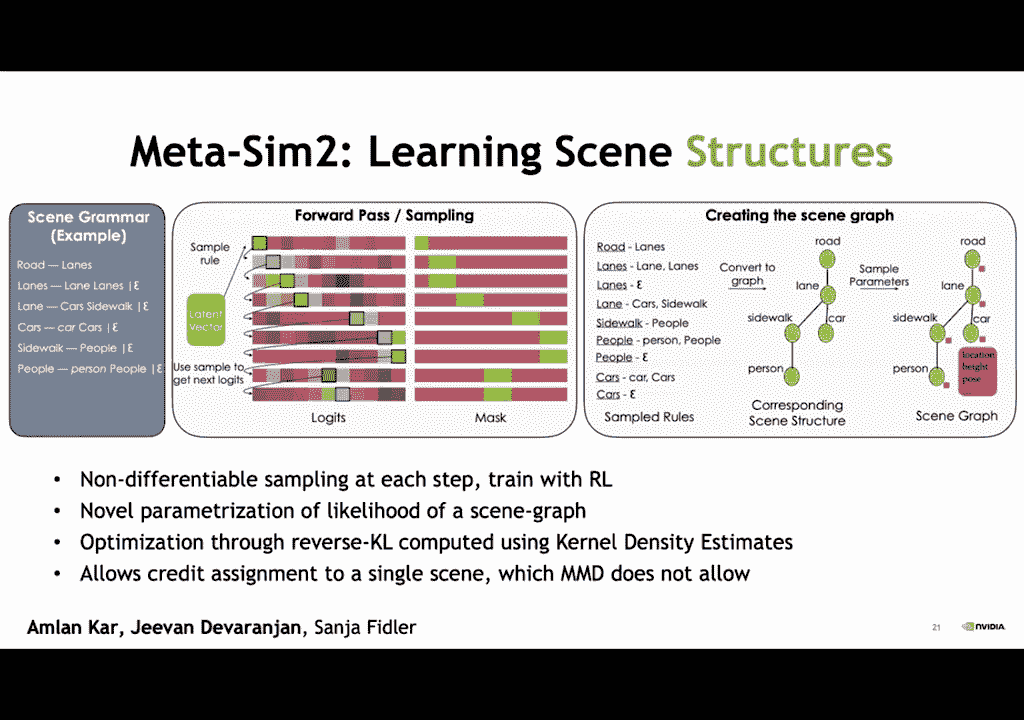 Meta-Sim2: Learning Scene Structures
Scene Grammar
(Example)
Road — Lanes
Lanes — Lane Lanes | ε
Lane — Cars Sidewalk | ε
Cars — car Cars | ε
Sidewalk — People | ε
People — person People | ε
Forward Pass / Sampling
Sample
rule
Latent
Vector
Use sample to
get next logits
Logits
Mask
Creating the scene graph
Road - Lanes
Lanes - Lane, Lanes
Lanes - ε
Lane - Cars, Sidewalk
Sidewalk - People
People - person, People
People - ε
Cars - car, Cars
Cars - ε
Sampled Rules
Convert to
graph
road
lane
sidewalk
car
person
Corresponding
Scene Structure
Sample
Parameters
road
lane
sidewalk
car
person
location
height
pose
Scene Graph
• Non-differentiable sampling at each step, train with RL
• Novel parametrization of likelihood of a scene-graph
• Optimization through reverse-KL computed using Kernel Density Estimates
• Allows credit assignment to a single scene, which MMD does not allow
Amlan Kar, Jeevan Devaranjan, Sanja Fidler
21
NVIDIA.